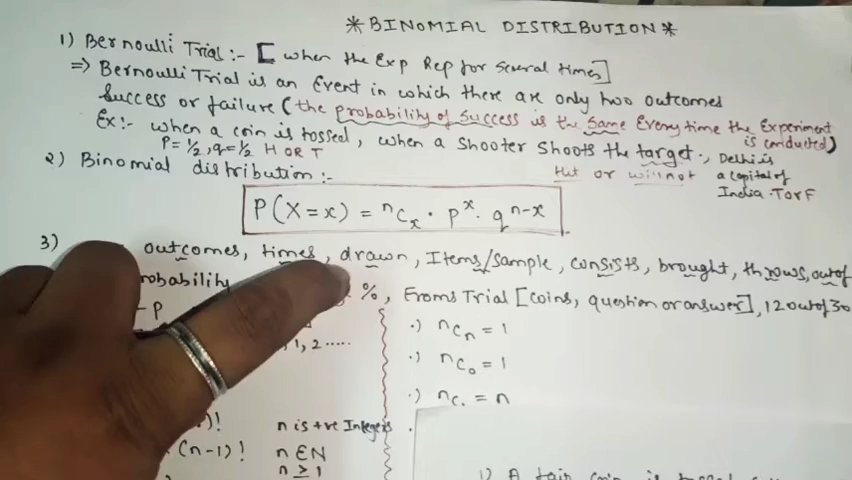 * BINOMIAL DISTRIBUTION *
1) Bernoulli Trial :- [ when the Exp Rep for several times]
⇒ Bernoulli Trial is an Event in which there are only two outcomes
Success or failure ( the probability of success is the same Every time the Experiment is conducted)
Ex :- when a coin is tossed, when a shooter shoots the target ., Delhi is
P = 1/2, q = 1/2 H OR T
Hit or will not a capital of
India . T or F
2) Binomial distribution :-
P(X=x) = ⁿCₓ . pˣ . qⁿ⁻ˣ
3) outcomes, times, drawn, Items/sample, consists, brought, throws, out of
robability %, From s Trial [coins, question or answer], 12 out of 30
- P
, 1, 2 .....
.) nCn = 1
.) nC₀ = 1
.) nC. = n
)! n is +ve Integers .
(n-1)! n ∈ N
n ≥ 1
1) A fair coin is